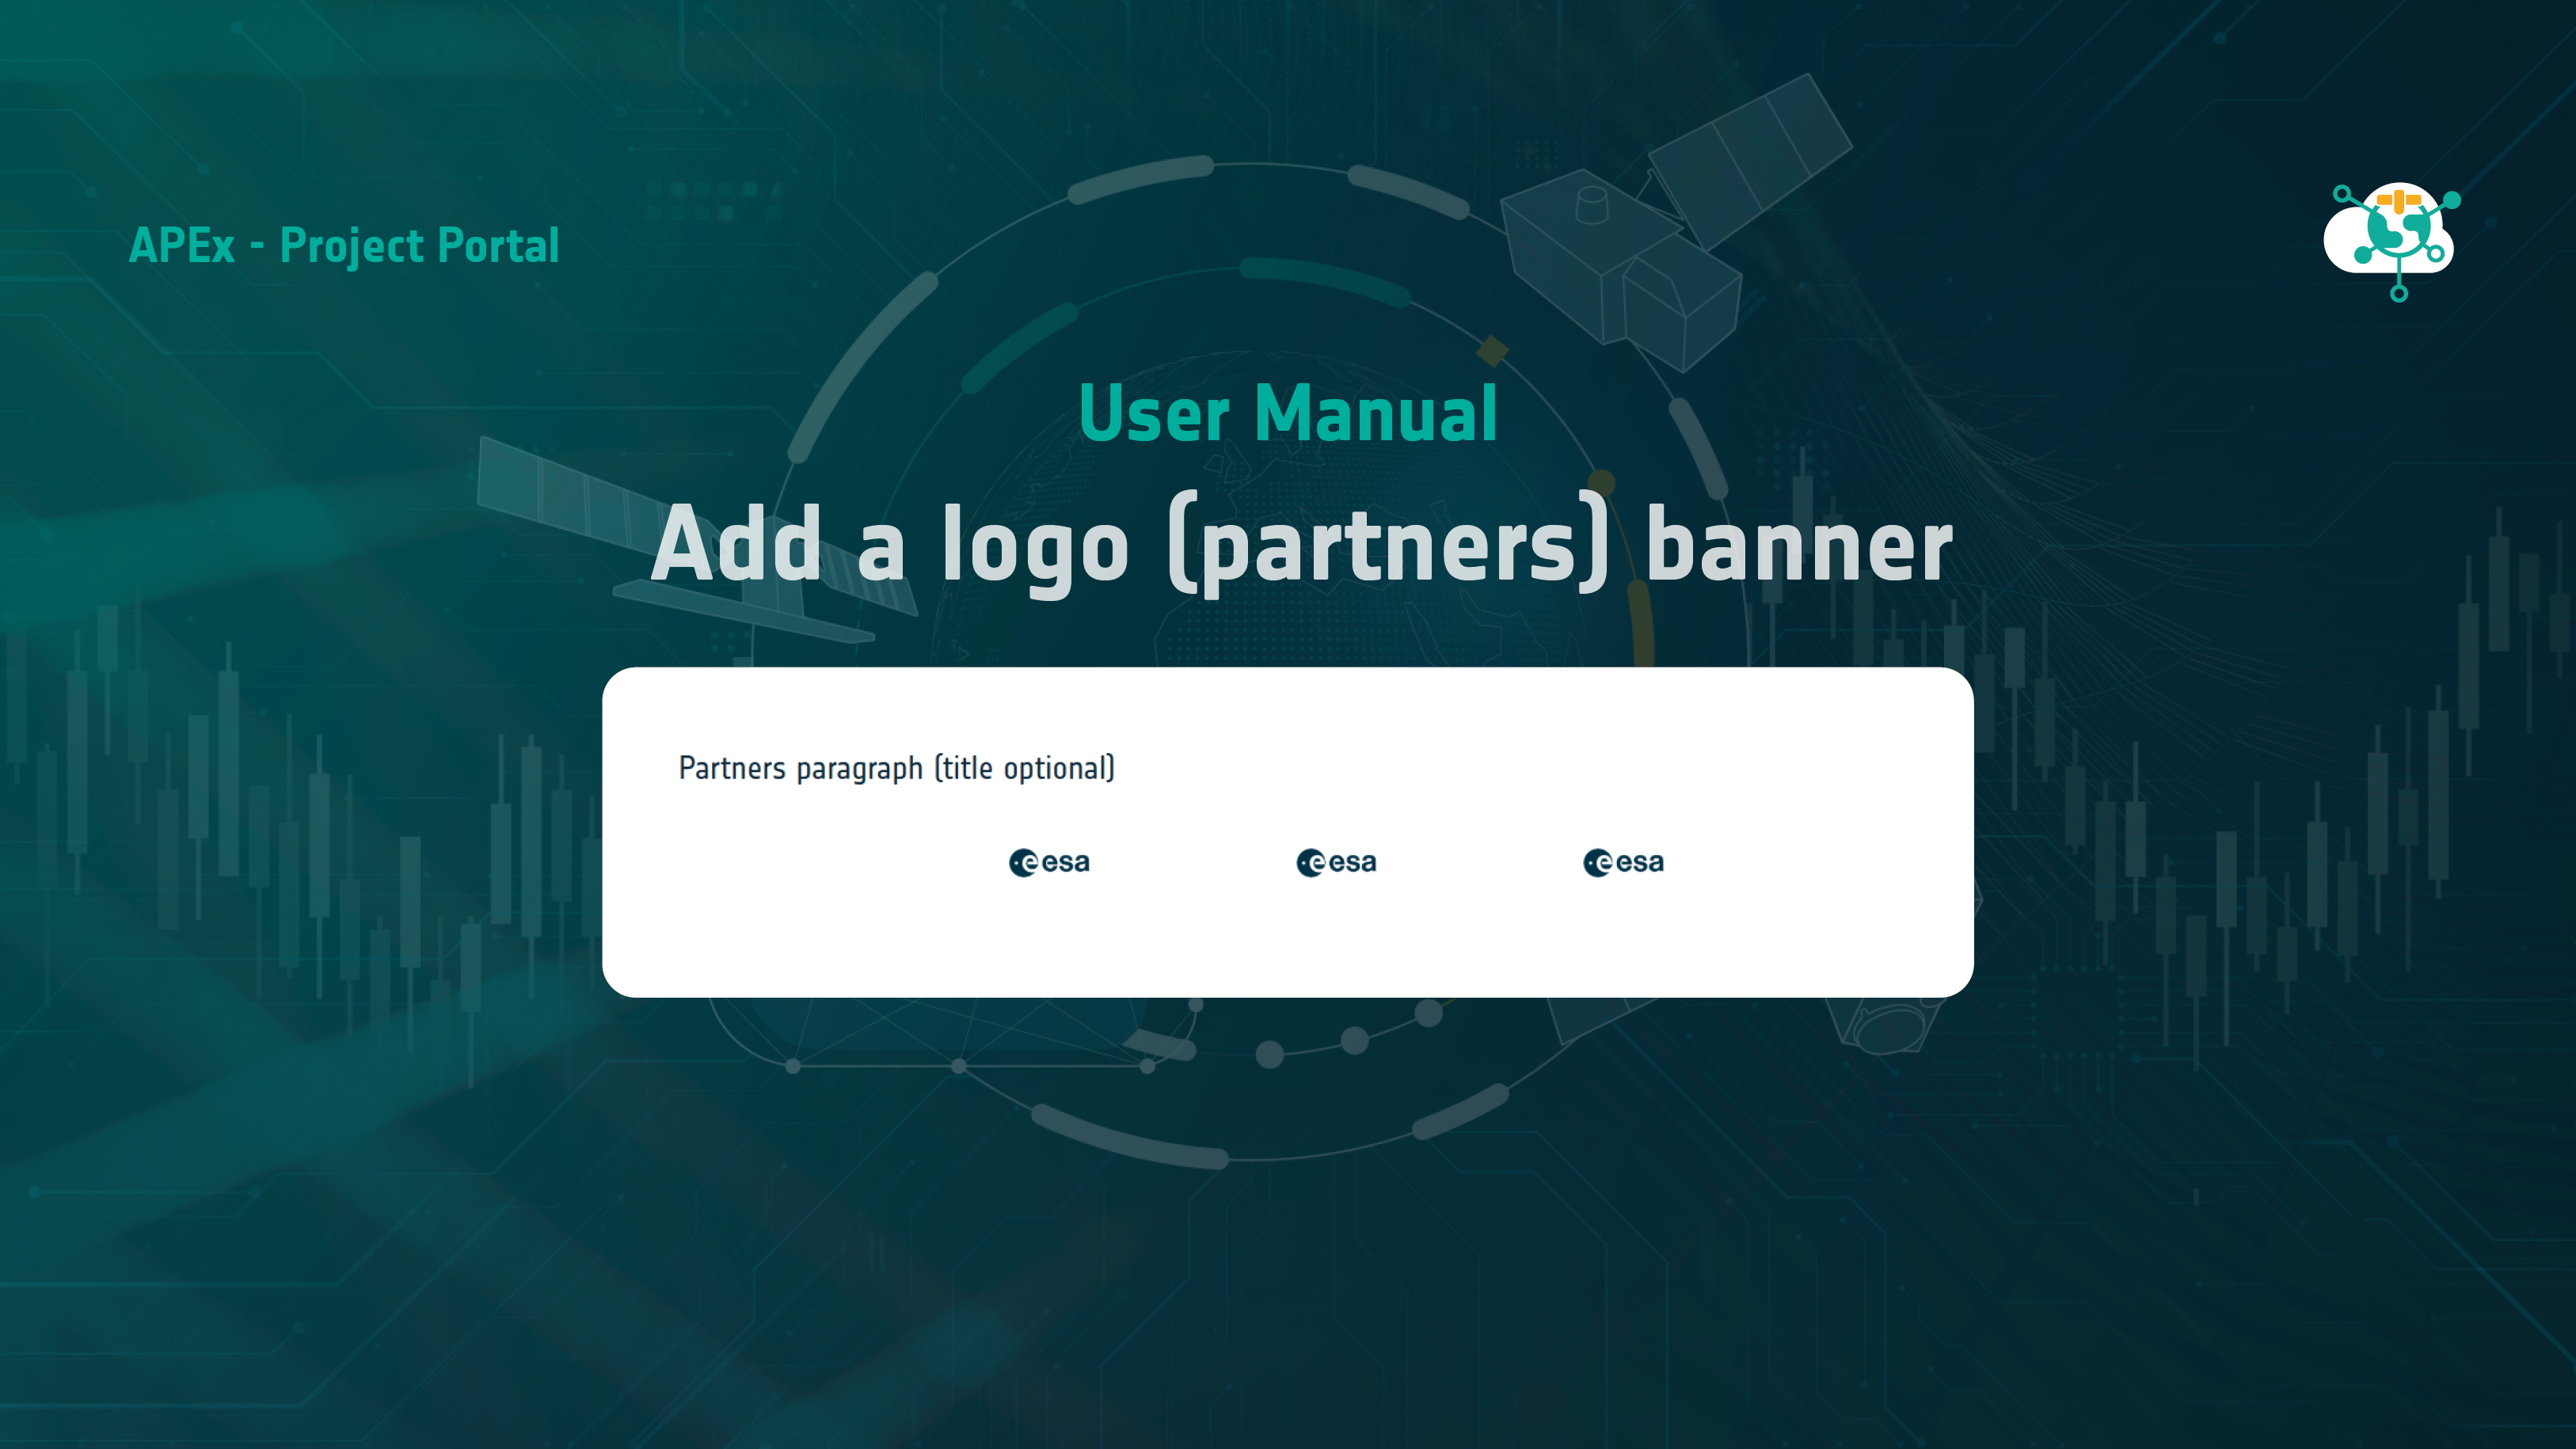 APEx - Project Portal
User Manual
Add a logo (partners) banner
Partners paragraph (title optional)
esa esa esa